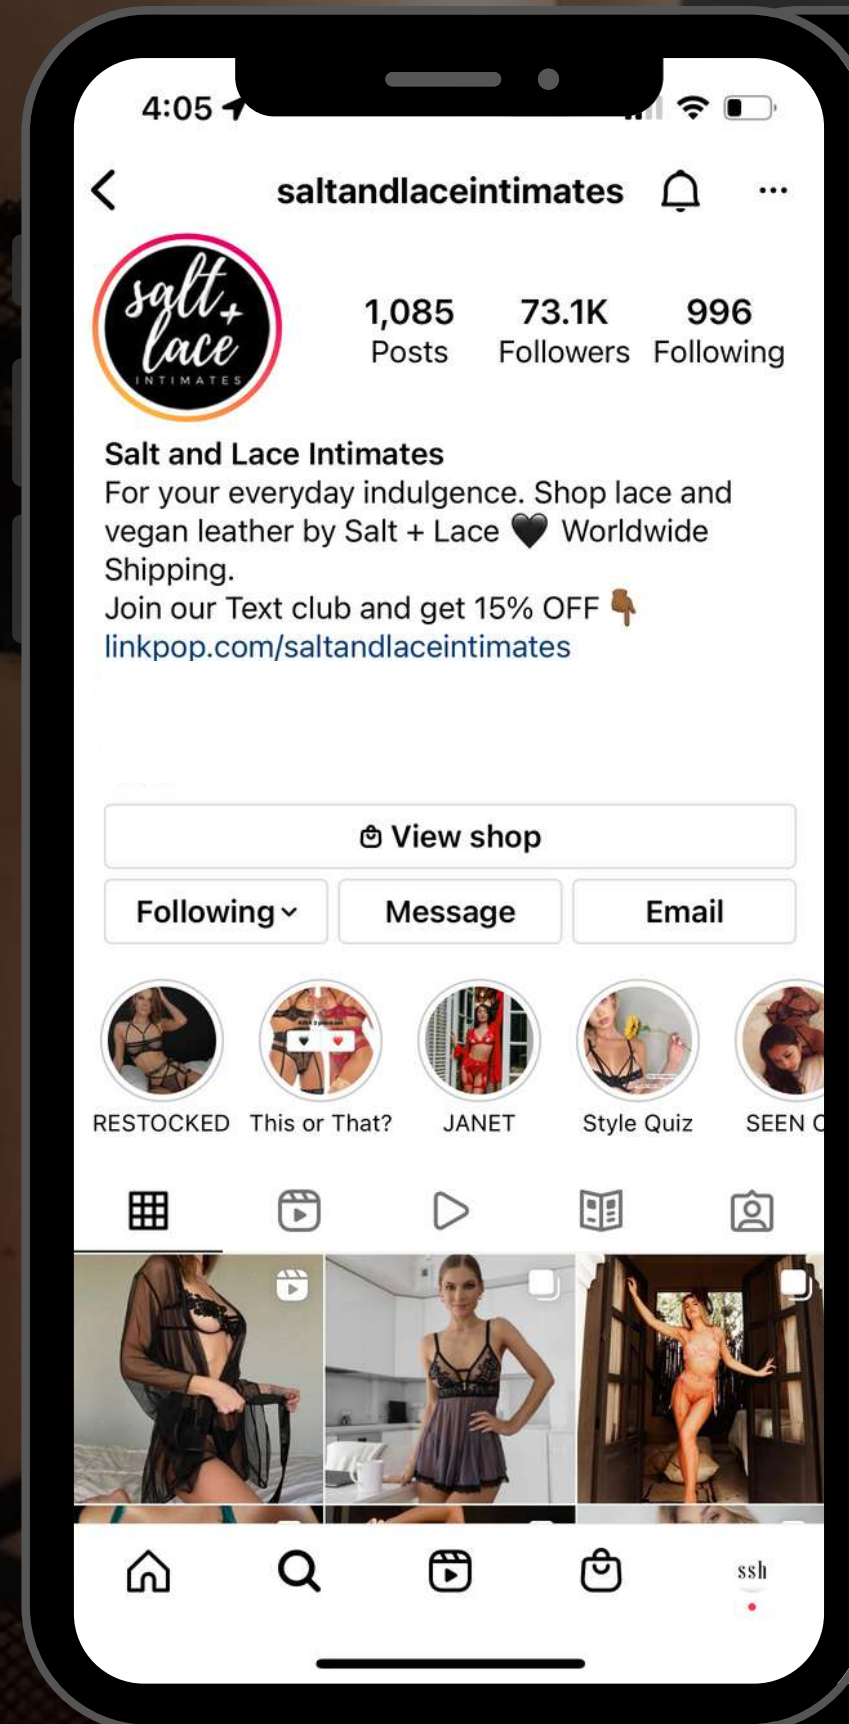 4:05
saltandlaceintimates
salt
+
lace
INTIMATES
1,085 73.1K 996
Posts Followers Following
Salt and Lace Intimates
For your everyday indulgence. Shop lace and
vegan leather by Salt + Lace 🖤 Worldwide
Shipping.
Join our Text club and get 15% OFF 👇🏾
linkpop.com/saltandlaceintimates
View shop
Following Message Email
RESTOCKED This or That? JANET Style Quiz SEEN
ssh